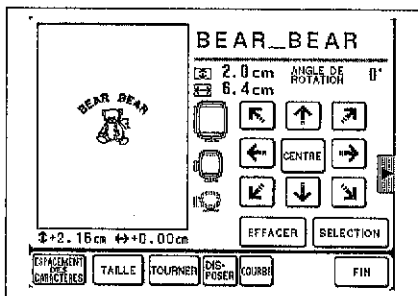 BEAR_BEAR
2.0cm
6.4cm
ANGLE DE
ROTATION
0°
BEAR BEAR
CENTRE
EFFACER
SELECTION
+2.16cm
+0.00cm
ESPACEMENT
DES
CARACTÈRES
TAILLE
TOURNER
DIS-
POSER
COURBE
FIN